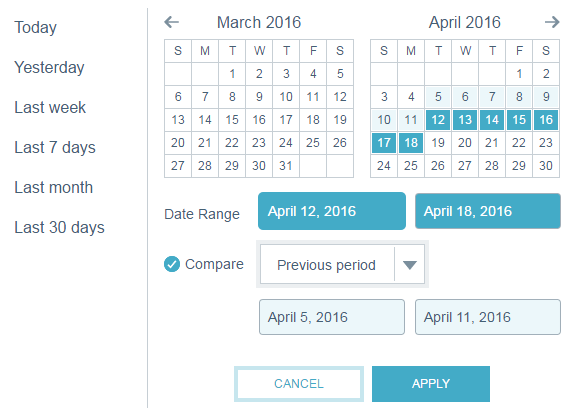 Today
Yesterday
Last week
Last 7 days
Last month
Last 30 days
March 2016
S M T W T F S
1 2 3 4 5
6 7 8 9 10 11 12
13 14 15 16 17 18 19
20 21 22 23 24 25 26
27 28 29 30 31
April 2016
S M T W T F S
1 2
3 4 5 6 7 8 9
10 11 12 13 14 15 16
17 18 19 20 21 22 23
24 25 26 27 28 29 30
Date Range April 12, 2016 April 18, 2016
Compare Previous period
April 5, 2016 April 11, 2016
CANCEL APPLY